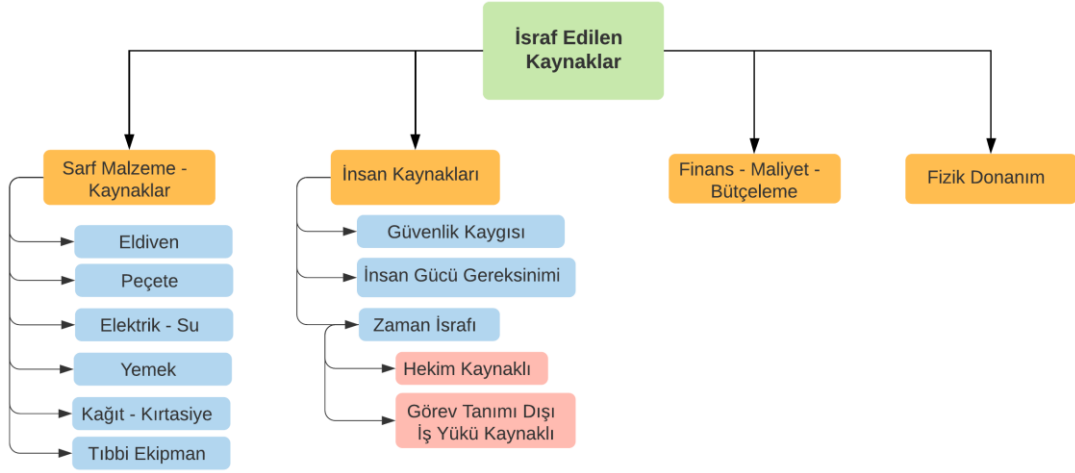 İsraf Edilen
Kaynaklar
Sarf Malzeme -
Kaynaklar
İnsan Kaynakları
Finans - Maliyet -
Bütçeleme
Fizik Donanım
Eldiven
Peçete
Elektrik - Su
Yemek
Kağıt - Kırtasiye
Tıbbi Ekipman
Güvenlik Kaygısı
İnsan Gücü Gereksinimi
Zaman İsrafı
Hekim Kaynaklı
Görev Tanımı Dışı
İş Yükü Kaynaklı